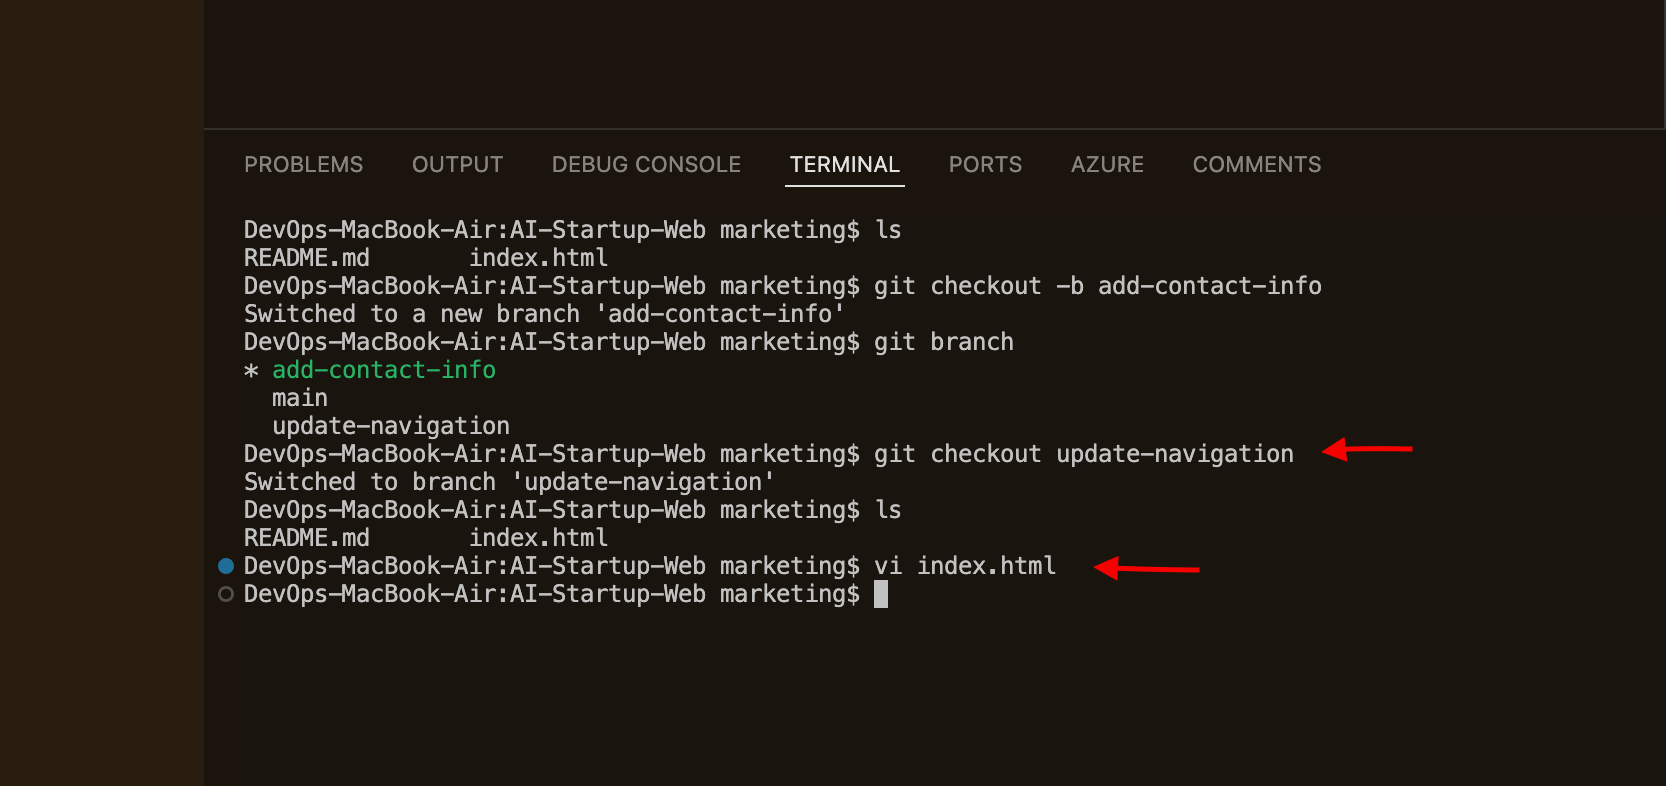 PROBLEMS OUTPUT DEBUG CONSOLE TERMINAL PORTS AZURE COMMENTS
DevOps-MacBook-Air:AI-Startup-Web marketing$ ls
README.md index.html
DevOps-MacBook-Air:AI-Startup-Web marketing$ git checkout -b add-contact-info
Switched to a new branch 'add-contact-info'
DevOps-MacBook-Air:AI-Startup-Web marketing$ git branch
* add-contact-info
main
update-navigation
DevOps-MacBook-Air:AI-Startup-Web marketing$ git checkout update-navigation
Switched to branch 'update-navigation'
DevOps-MacBook-Air:AI-Startup-Web marketing$ ls
README.md index.html
DevOps-MacBook-Air:AI-Startup-Web marketing$ vi index.html
DevOps-MacBook-Air:AI-Startup-Web marketing$